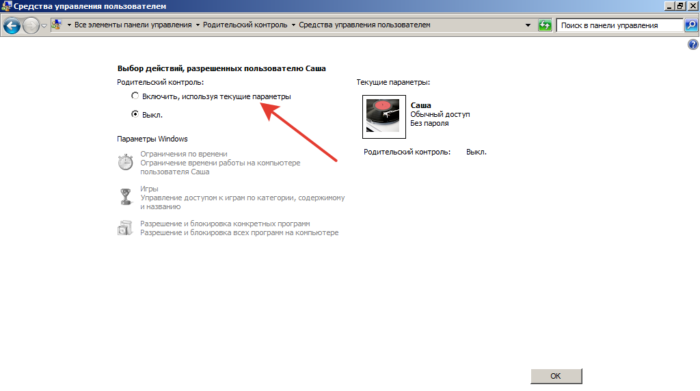 Средства управления пользователем
Все элементы панели управления
Родительский контроль
Средства управления пользователем
Поиск в панели управления
Выбор действий, разрешенных пользователю Саша
Родительский контроль:
Включить, используя текущие параметры
Выкл.
Параметры Windows
Ограничения по времени
Ограничение времени работы на компьютере
пользователя Саша
Игры
Управление доступом к играм по категории, содержимому
и названию
Разрешение и блокировка конкретных программ
Разрешение и блокировка всех программ на компьютере
Текущие параметры:
Саша
Обычный доступ
Без пароля
Родительский контроль: Выкл.
OK